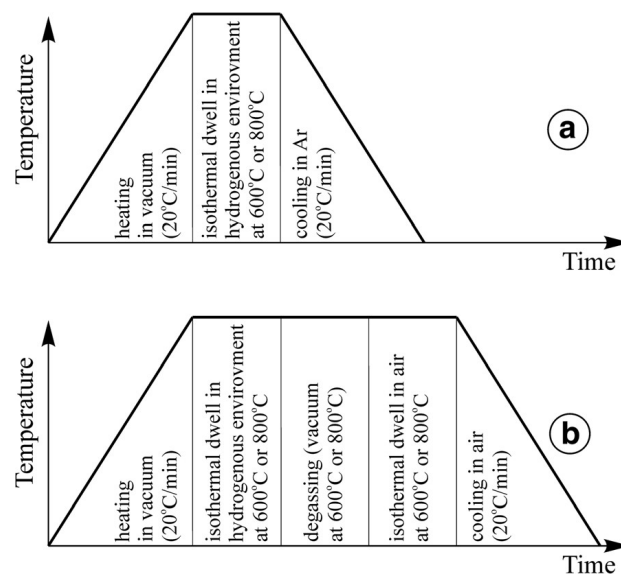 Temperature
heating
in vacuum
(20°C/min)
isothermal dwell in
hydrogenous envirovment
at 600°C or 800°C
cooling in Ar
(20°C/min)
a
Time
Temperature
heating
in vacuum
(20°C/min)
isothermal dwell in
hydrogenous envirovment
at 600°C or 800°C
degassing (vacuum
at 600°C or 800°C)
isothermal dwell in air
at 600°C or 800°C
cooling in air
(20°C/min)
b
Time